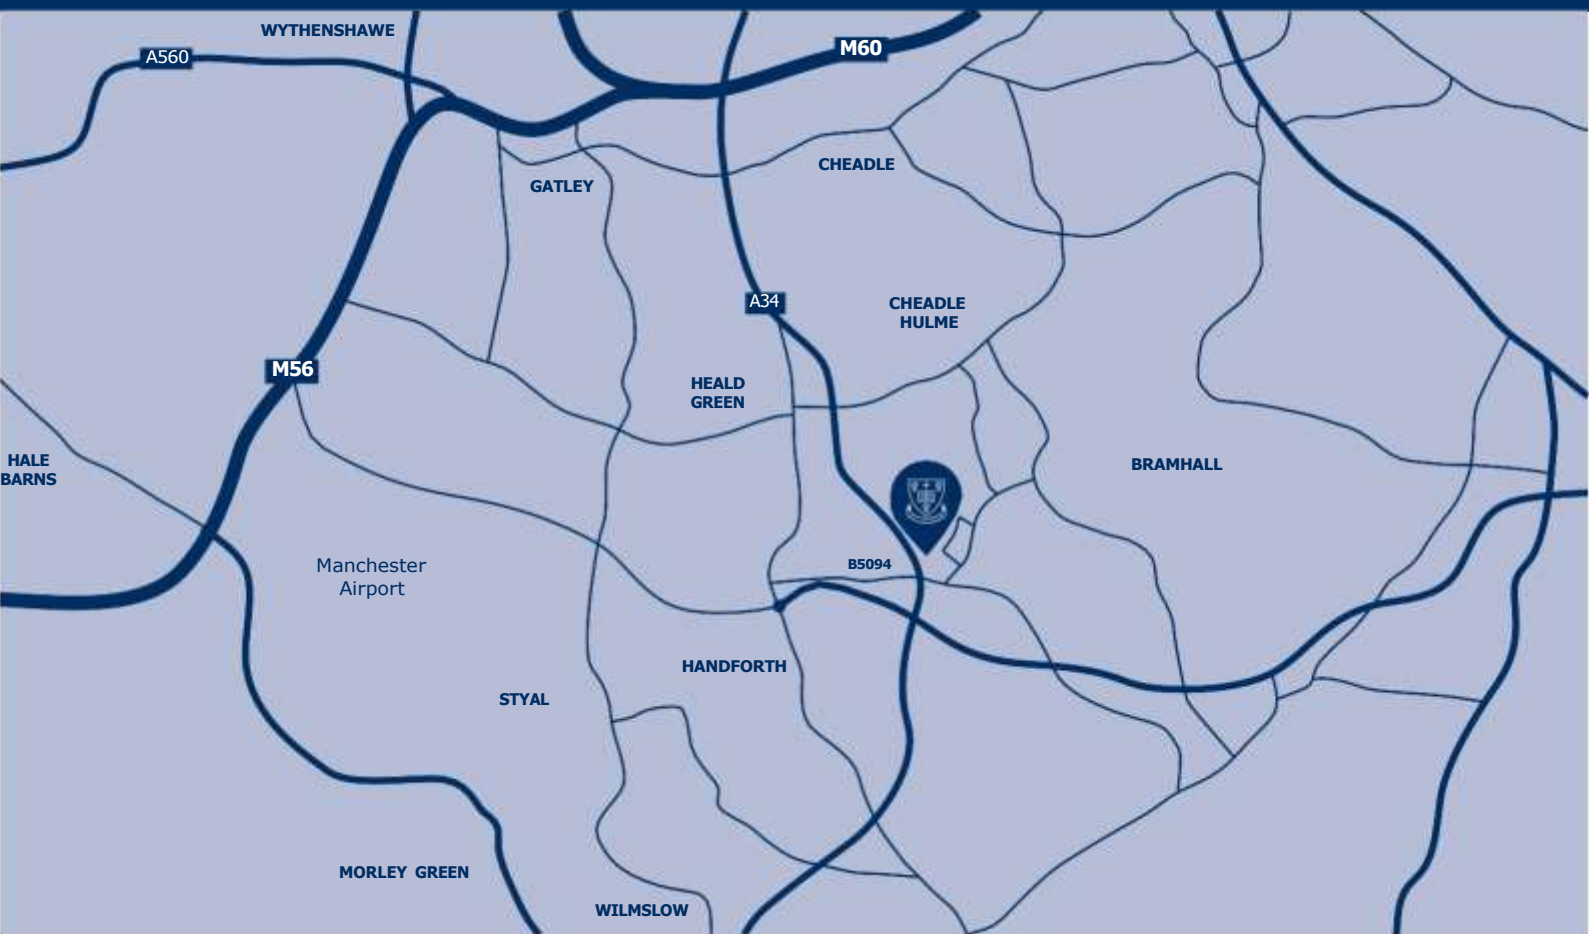 WYTHENSHAWE
A560
M60
CHEADLE
GATLEY
A34
CHEADLE
HULME
M56
HEALD
GREEN
HALE
BARNS
BRAMHALL
Manchester
Airport
B5094
HANDFORTH
STYAL
MORLEY GREEN
WILMSLOW